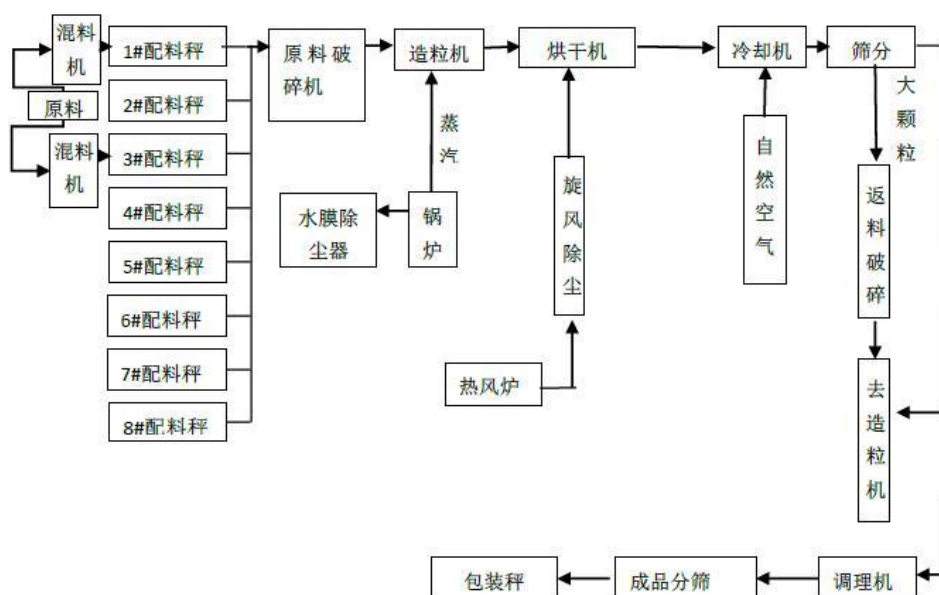 混料
机
原料
混料
机
1#配料秤
2#配料秤
3#配料秤
4#配料秤
5#配料秤
6#配料秤
7#配料秤
8#配料秤
原料破
碎机
造粒机
蒸
汽
锅
炉
水膜除
尘器
烘干机
旋
风
除
尘
热风炉
冷却机
自
然
空
气
筛分
大
颗
粒
返
料
破
碎
去
造
粒
机
调理机
成品分筛
包装秤